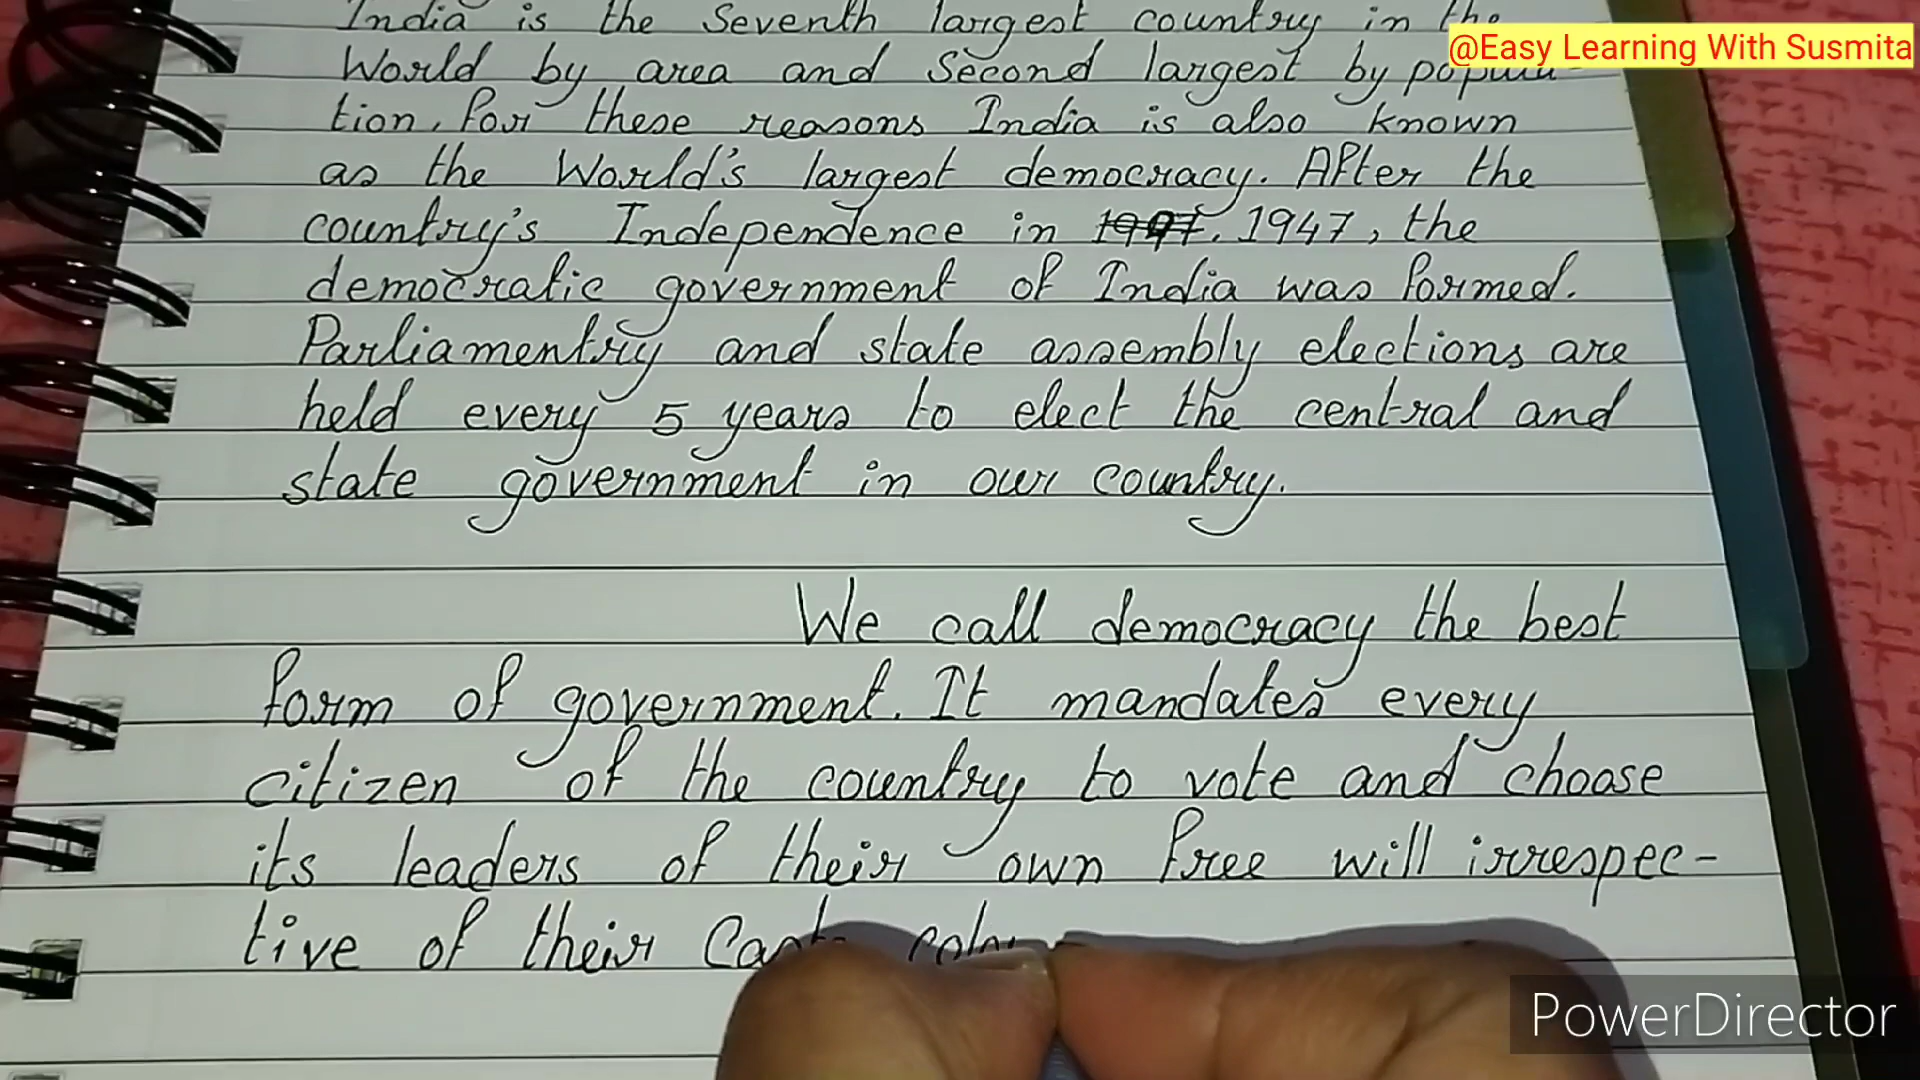 India is the Seventh largest country in the
@Easy Learning With Susmita
World by area and Second largest by popula-
tion. For these reasons India is also known
as the World's largest democracy. After the
country's Independence in 1997. 1947, the
democratic government of India was formed.
Parliamentry and state assembly elections are
held every 5 years to elect the central and
state government in our country.
We call democracy the best
form of government. It mandates every
citizen of the country to vote and choose
its leaders of their own free will irrespec-
tive of their
PowerDirector